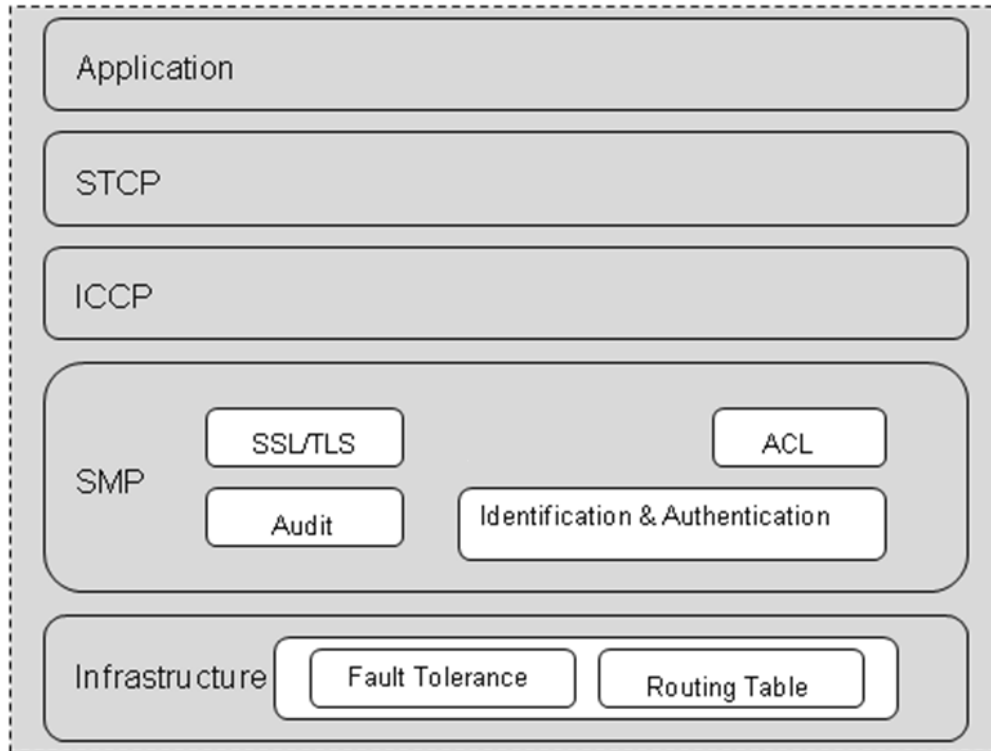 Application
STCP
ICCP
SMP
SSL/TLS
ACL
Audit
Identification & Authentication
Infrastructure
Fault Tolerance
Routing Table